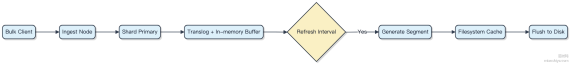 Bulk Client
Ingest Node
Shard Primary
Translog + In-memory Buffer
Refresh Interval
Yes
Generate Segment
Filesystem Cache
Flush to Disk